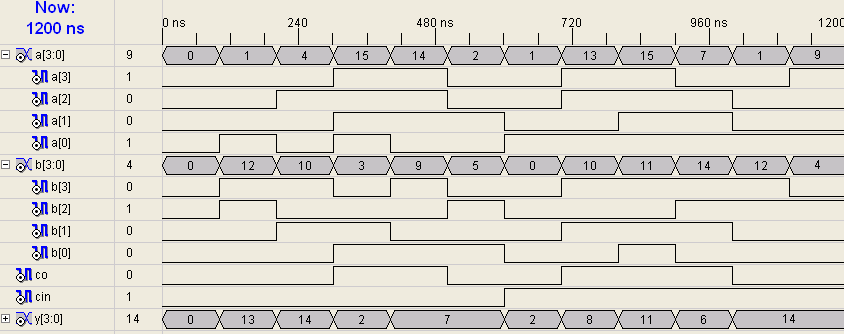 Now:
1200 ns
0 ns 240 480 ns 720 960 ns 1200
a[3:0] 9 0 1 4 15 14 2 1 13 15 7 1 9
a[3] 1
a[2] 0
a[1] 0
a[0] 1
b[3:0] 4 0 12 10 3 9 5 0 10 11 14 12 4
b[3] 0
b[2] 1
b[1] 0
b[0] 0
co 0
cin 1
y[3:0] 14 0 13 14 2 7 2 8 11 6 14